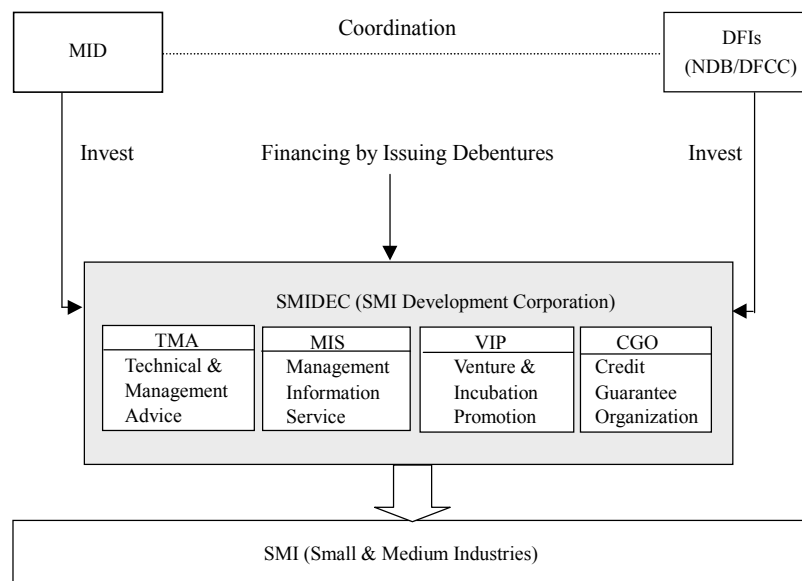 Coordination
MID
DFIs
(NDB/DFCC)
Invest
Financing by Issuing Debentures
Invest
SMIDEC (SMI Development Corporation)
TMA
Technical &
Management
Advice
MIS
Management
Information
Service
VIP
Venture &
Incubation
Promotion
CGO
Credit
Guarantee
Organization
SMI (Small & Medium Industries)